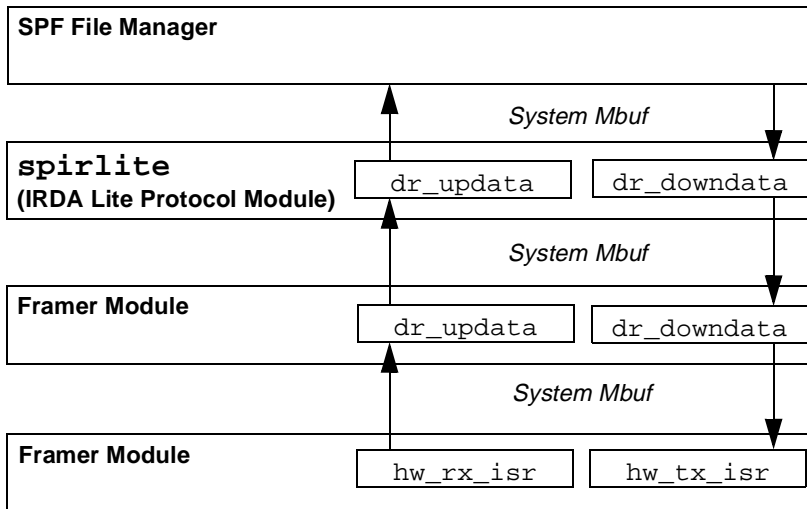 SPF File Manager
System Mbuf
spirlite
(IRDA Lite Protocol Module)
dr_updata
dr_downdata
System Mbuf
Framer Module
dr_updata
dr_downdata
System Mbuf
Framer Module
hw_rx_isr
hw_tx_isr